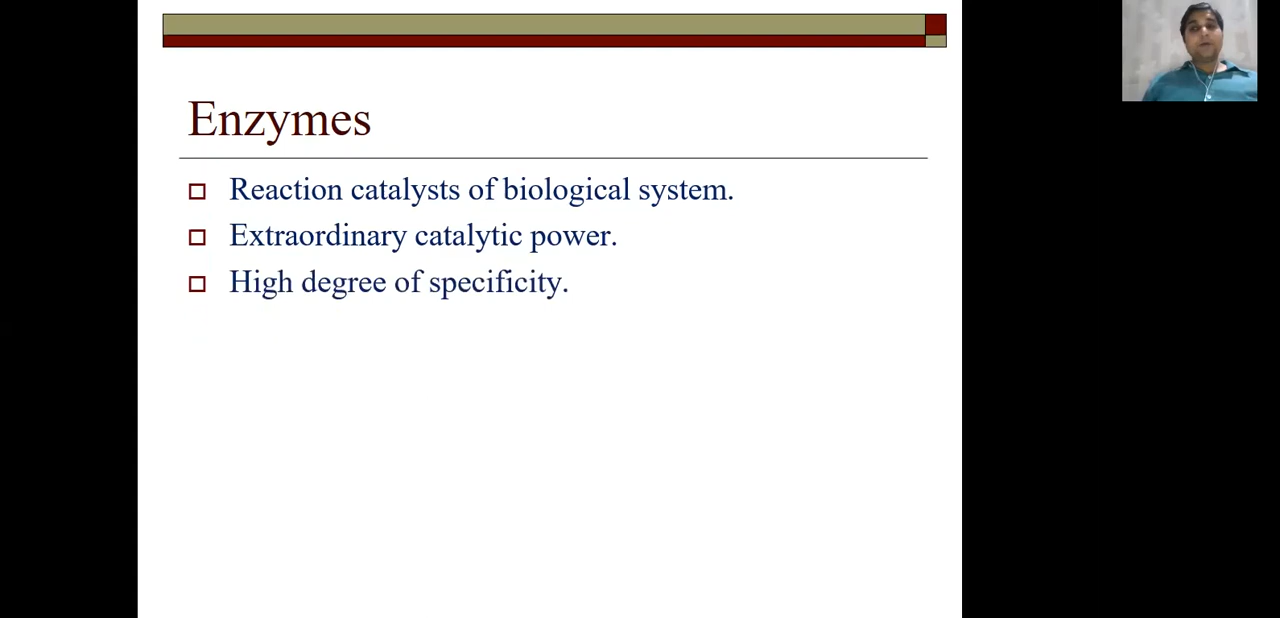 Enzymes
Reaction catalysts of biological system.
Extraordinary catalytic power.
High degree of specificity.